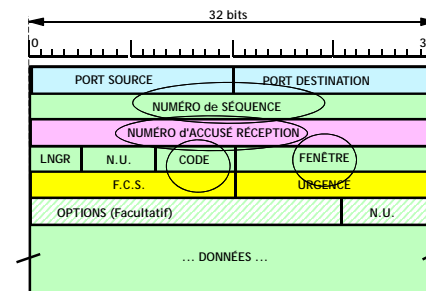 32 bits
0 3
PORT SOURCE PORT DESTINATION
NUMÉRO de SÉQUENCE
NUMÉRO d'ACCUSÉ RÉCEPTION
LNGR N.U. CODE FENÊTRE
F.C.S. URGENCE
OPTIONS (Facultatif) N.U.
... DONNÉES ...